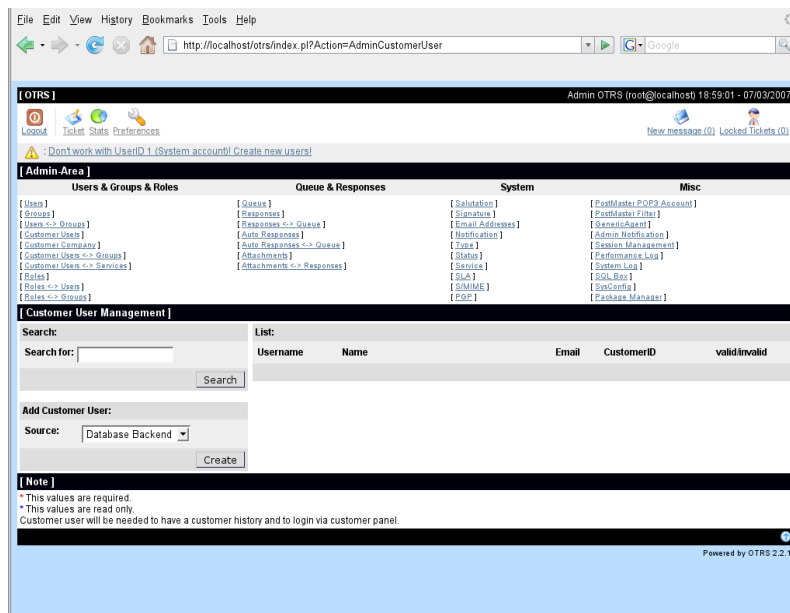 File Edit View History Bookmarks Tools Help
http://localhost/otrs/index.pl?Action=AdminCustomerUser
G Google
[ OTRS ] Admin OTRS (root@localhost) 18:59:01 - 07/03/2007
Logout Ticket Stats Preferences New message (0) Locked Tickets (0)
: Don't work with UserID 1 (System account)! Create new users!
[ Admin-Area ]
Users & Groups & Roles Queue & Responses System Misc
[ Users ] [ Queue ] [ Salutation ] [ PostMaster POP3 Account ]
[ Groups ] [ Responses ] [ Signature ] [ PostMaster Filter ]
[ Users <-> Groups ] [ Responses <-> Queue ] [ Email Addresses ] [ GenericAgent ]
[ Customer Users ] [ Auto Responses ] [ Notification ] [ Admin Notification ]
[ Customer Company ] [ Auto Responses <-> Queue ] [ Type ] [ Session Management ]
[ Customer Users <-> Groups ] [ Attachments ] [ Status ] [ Performance Log ]
[ Customer Users <-> Services ] [ Attachments <-> Responses ] [ Service ] [ System Log ]
[ Roles ] [ SLA ] [ SQL Box ]
[ Roles <-> Users ] [ S/MIME ] [ SysConfig ]
[ Roles <-> Groups ] [ PGP ] [ Package Manager ]
[ Customer User Management ]
Search: List:
Search for: Username Name Email CustomerID valid/invalid
Search
Add Customer User:
Source: Database Backend
Create
[ Note ]
* This values are required.
* This values are read only.
Customer user will be needed to have a customer history and to login via customer panel.
Powered by OTRS 2.2.1